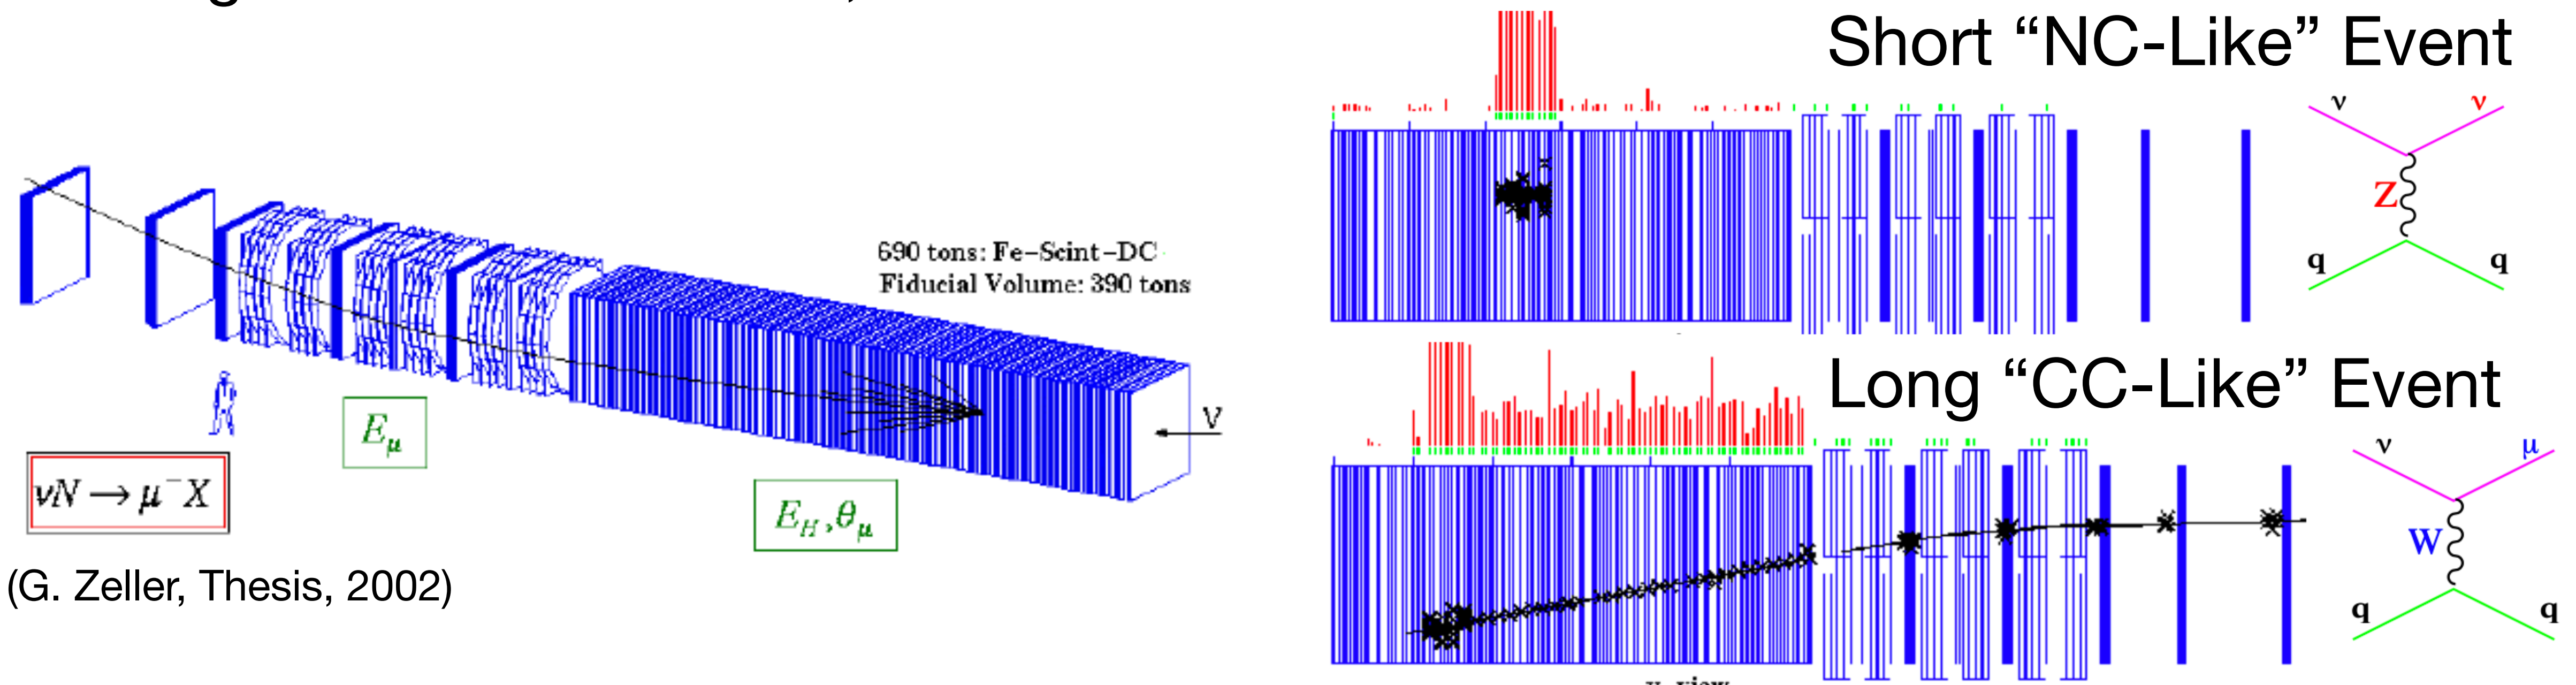 690 tons: Fe-Scint-DC
Fiducial Volume: 390 tons
ν
E_μ
E_H, θ_μ
νN → μ⁻X
(G. Zeller, Thesis, 2002)
Short “NC-Like” Event
ν ν
Z
q q
Long “CC-Like” Event
ν μ
W
q q